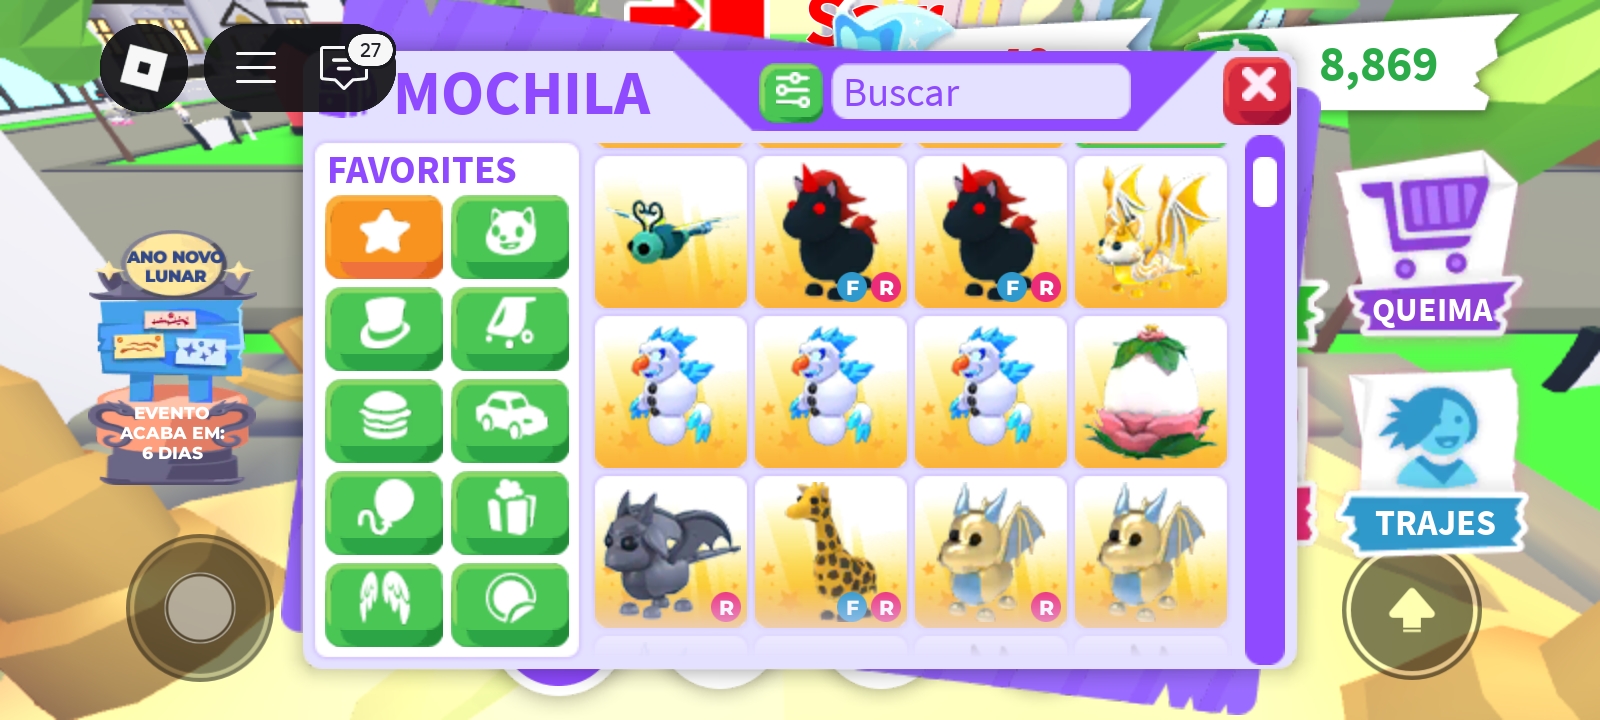 27
MOCHILA
Buscar
8,869
FAVORITES
ANO NOVO
LUNAR
EVENTO
ACABA EM:
6 DIAS
F R
F R
R
F R
R
QUEIMA
TRAJES